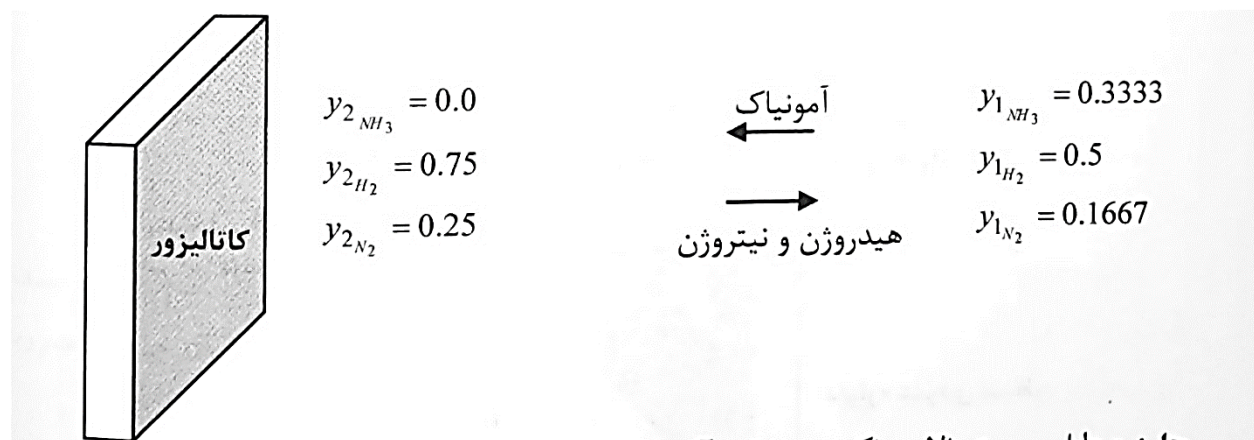 y₂NH₃ = 0.0
y₂H₂ = 0.75
y₂N₂ = 0.25
کاتالیزور
آمونیاک
هیدروژن و نیتروژن
y₁NH₃ = 0.3333
y₁H₂ = 0.5
y₁N₂ = 0.1667